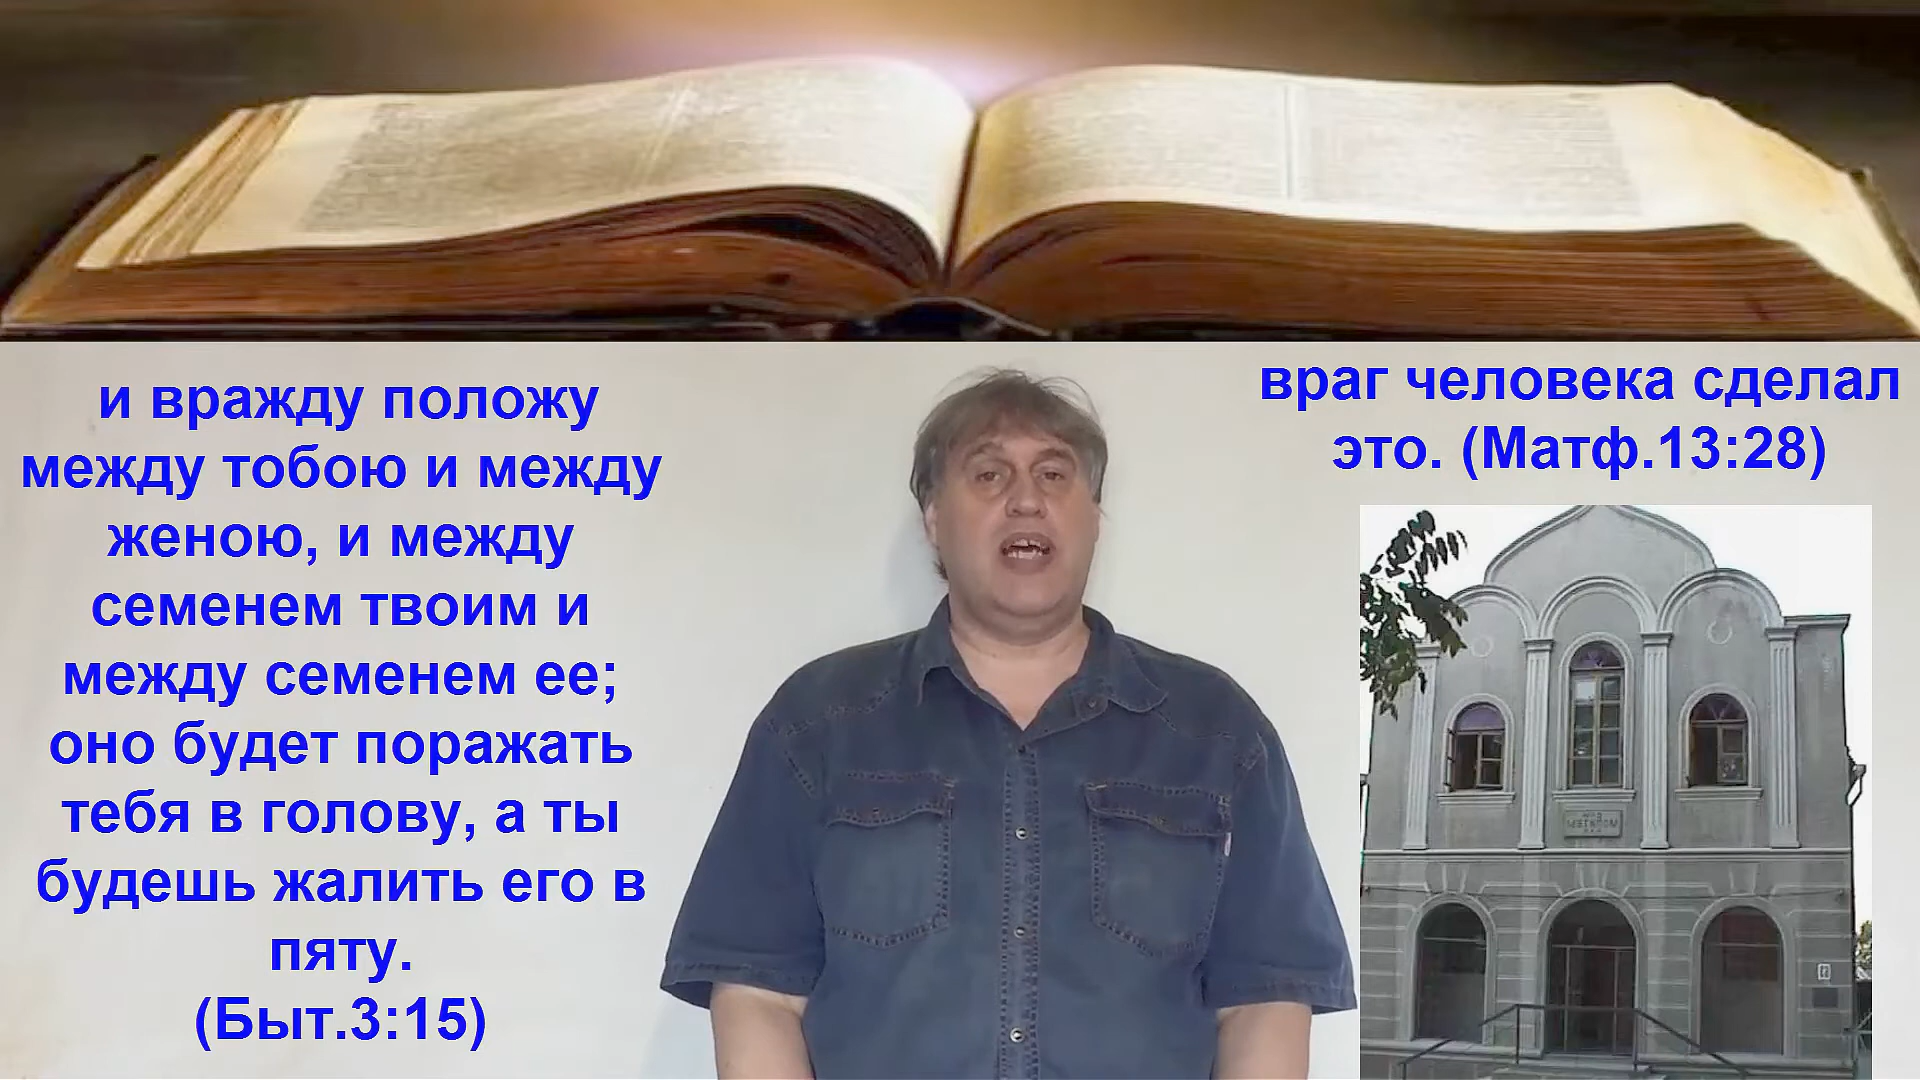 и вражду положу
между тобою и между
женою, и между
семенем твоим и
между семенем ее;
оно будет поражать
тебя в голову, а ты
будешь жалить его в
пяту.
(Быт.3:15)
враг человека сделал
это. (Матф.13:28)